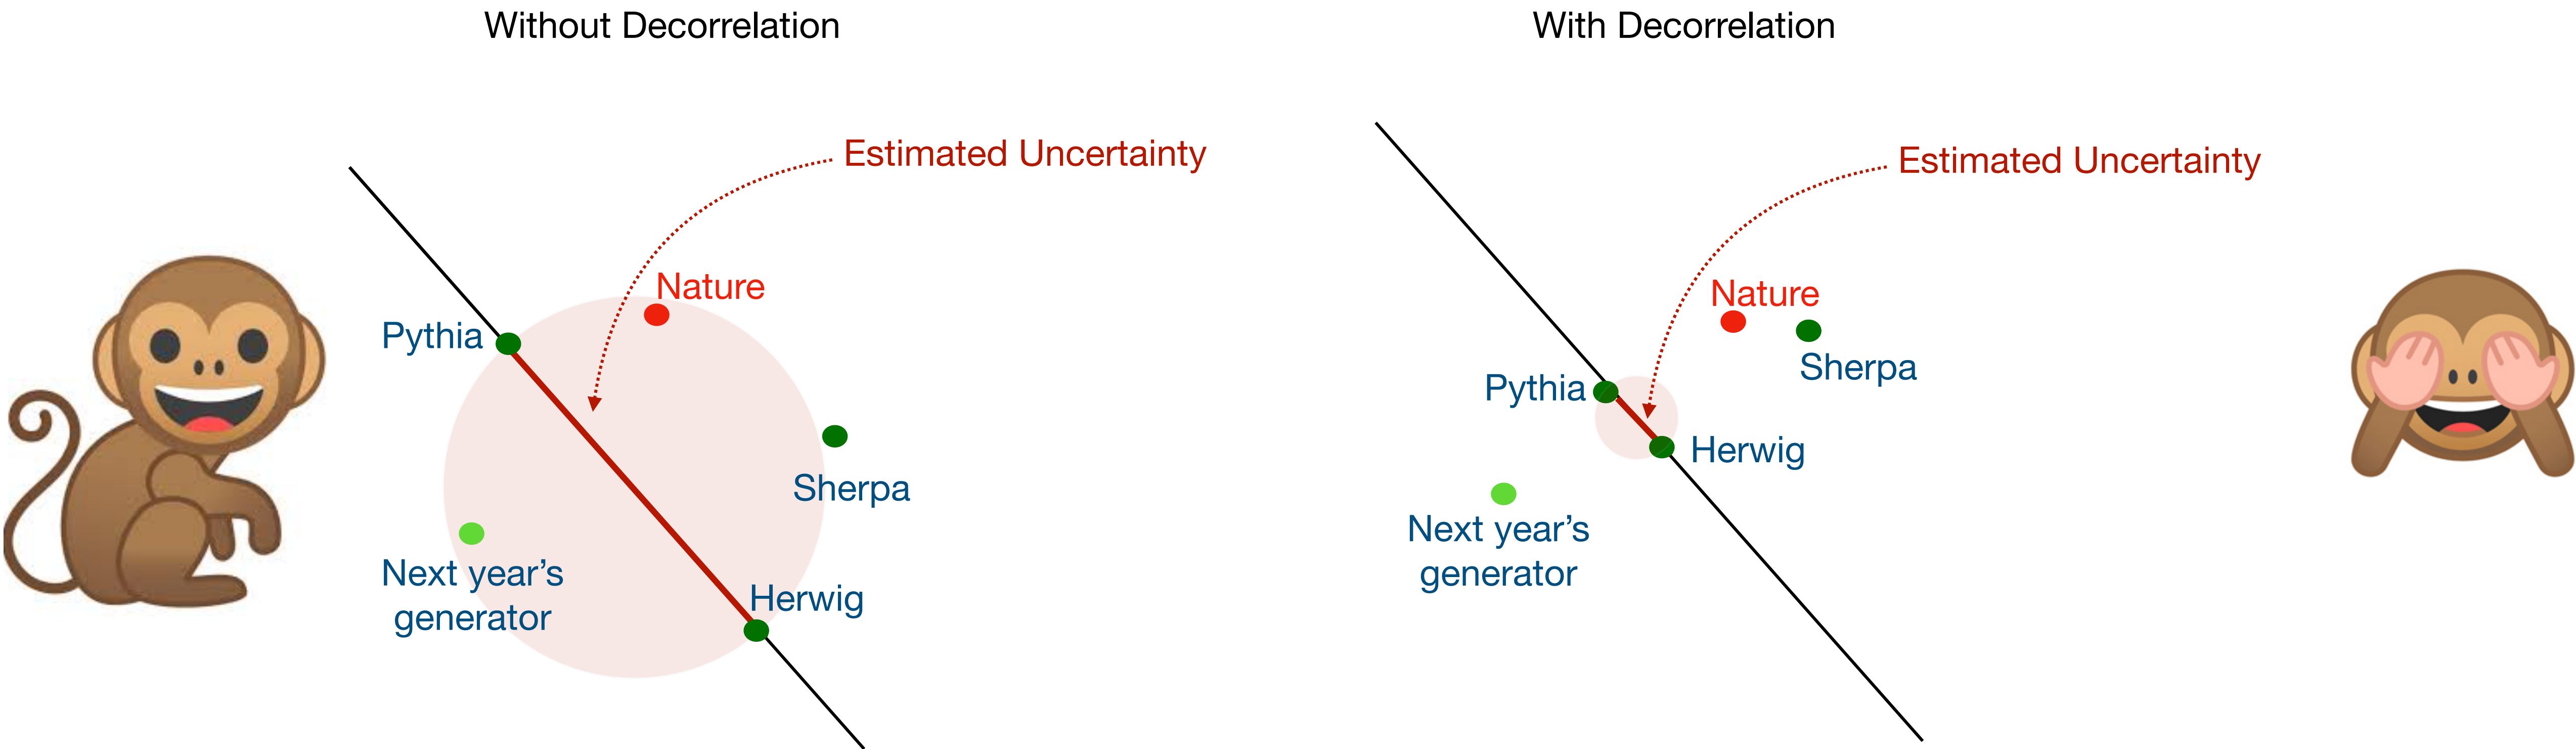 Without Decorrelation
Estimated Uncertainty
Nature
Pythia
Sherpa
Next year’s
generator
Herwig
With Decorrelation
Estimated Uncertainty
Nature
Sherpa
Pythia
Herwig
Next year’s
generator